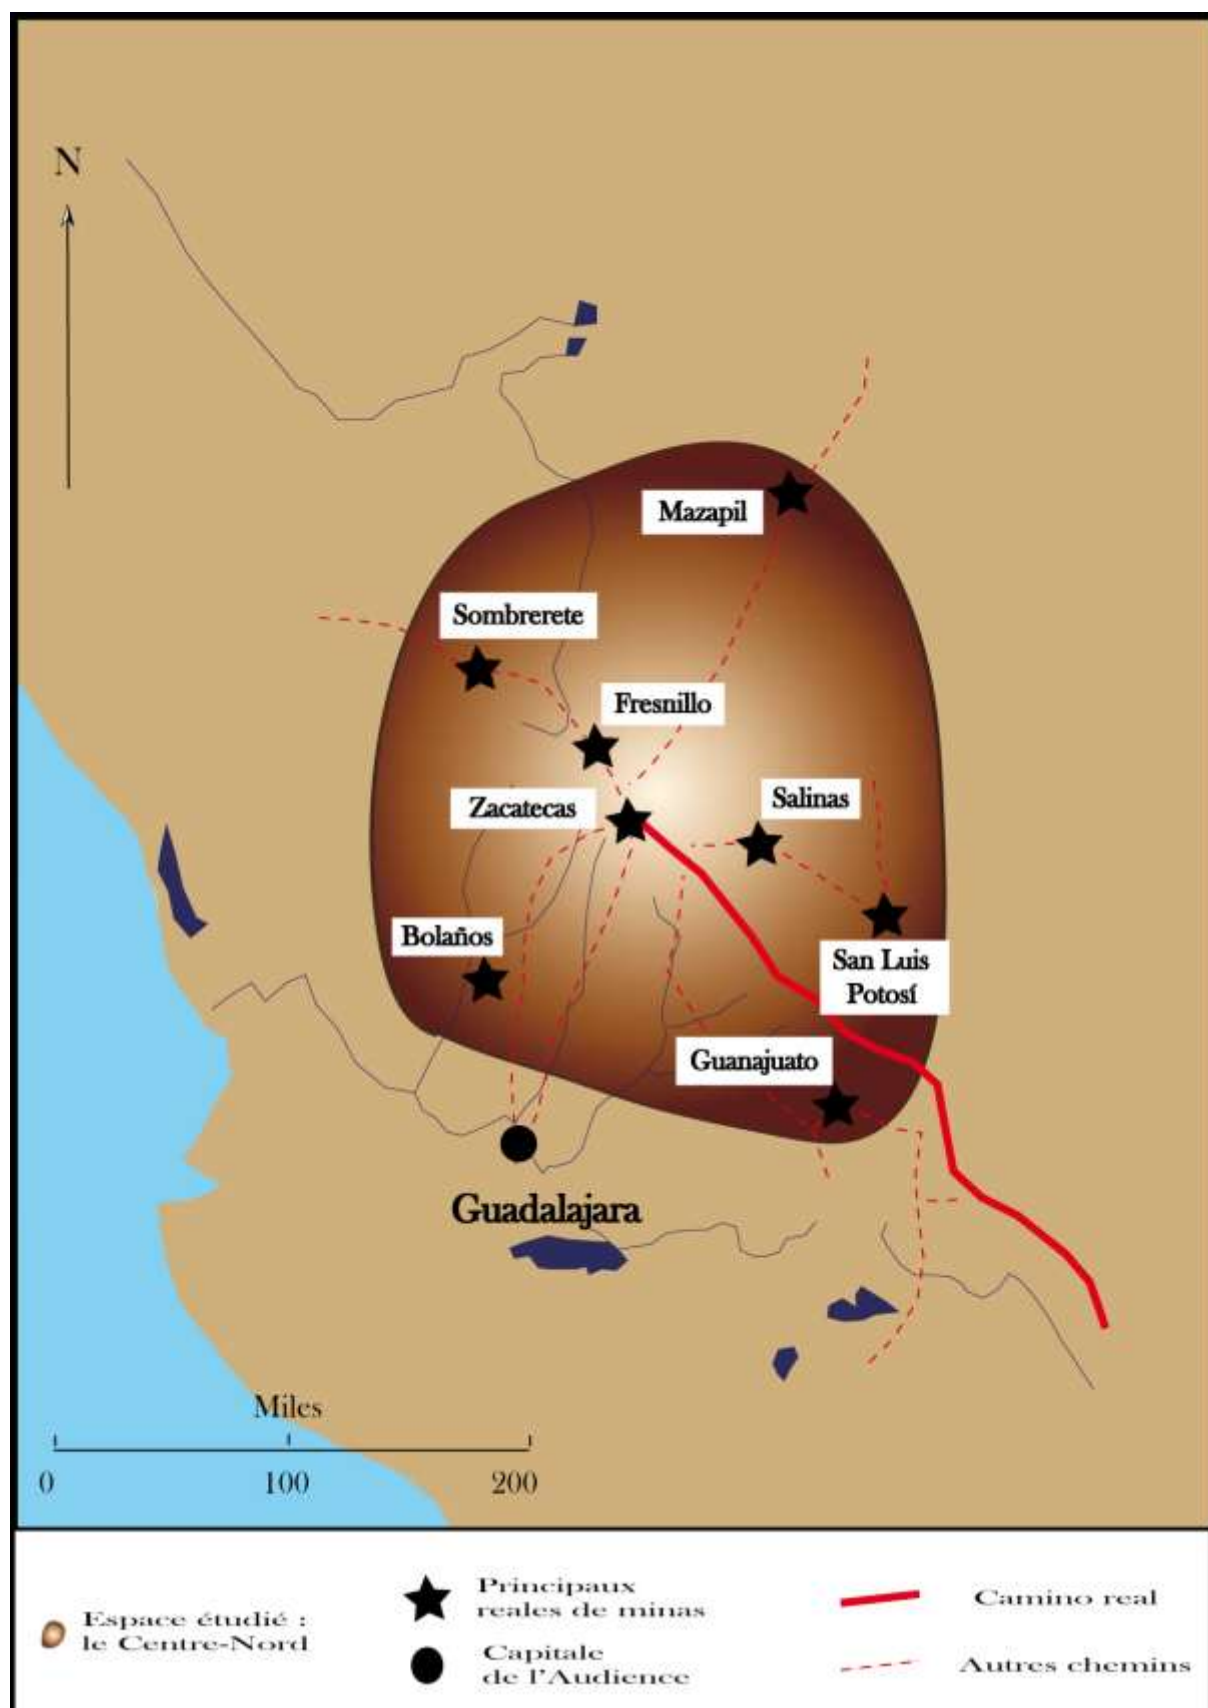 N
Mazapil
Sombrerete
Fresnillo
Zacatecas
Salinas
Bolaños
San Luis
Potosí
Guanajuato
Guadalajara
Miles
0 100 200
Espace étudié :
le Centre-Nord
Principaux
reales de minas
Capitale
de l'Audience
Camino real
Autres chemins